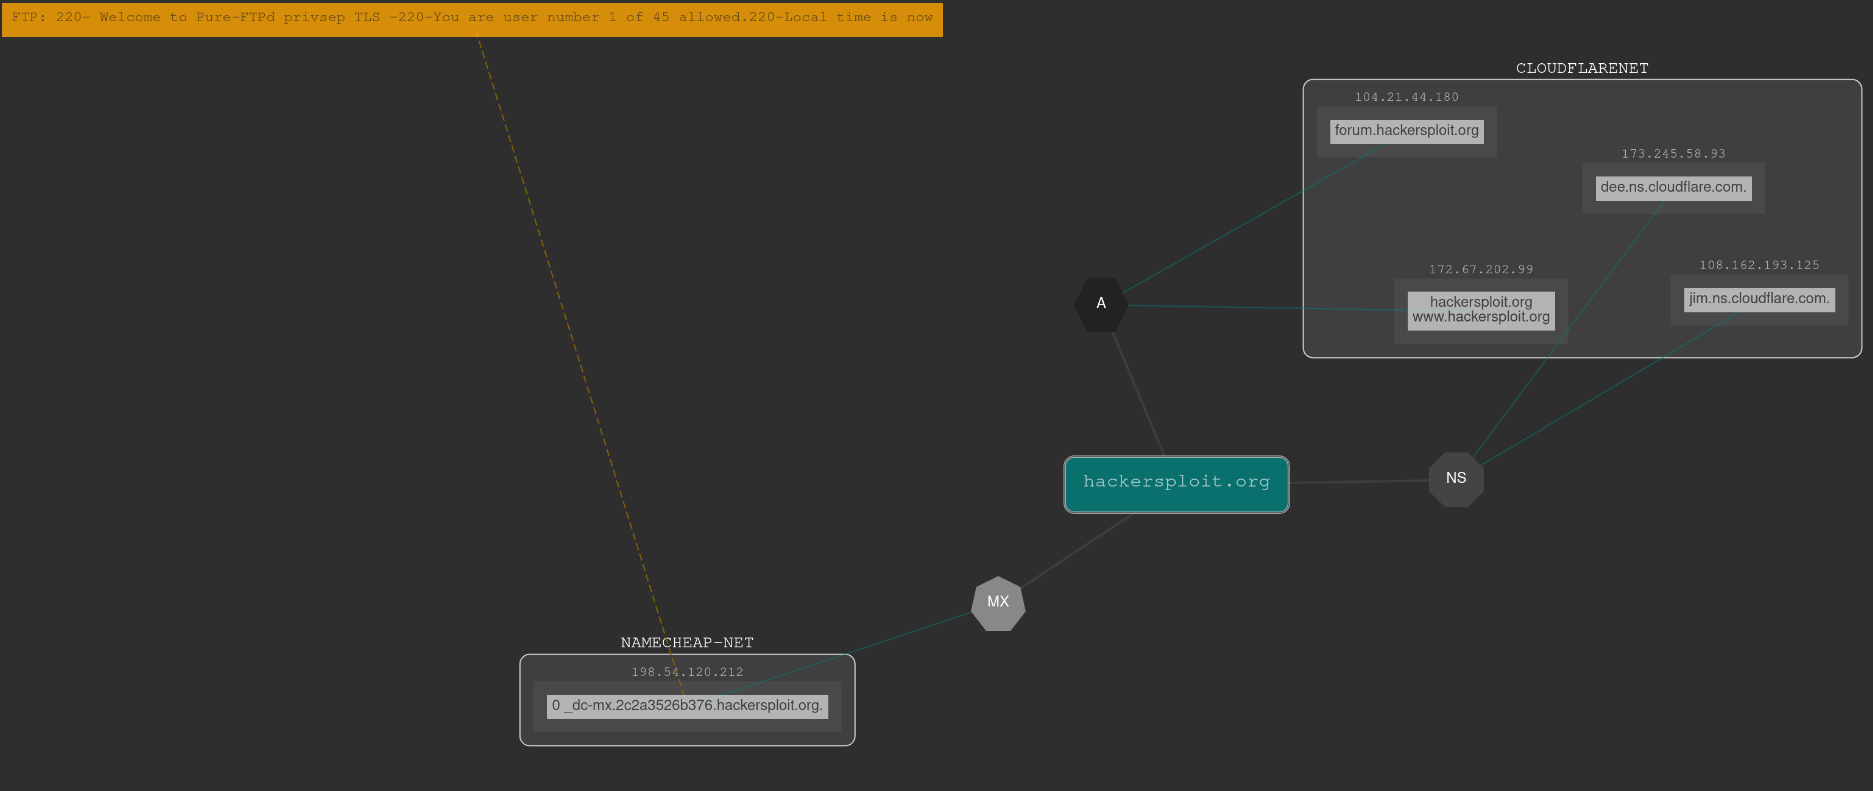 FTP: 220- Welcome to Pure-FTPd privsep TLS -220-You are user number 1 of 45 allowed.220-Local time is now
CLOUDFLARENET
104.21.44.180
forum.hackersploit.org
173.245.58.93
dee.ns.cloudflare.com.
172.67.202.99
hackersploit.org
www.hackersploit.org
108.162.193.125
jim.ns.cloudflare.com.
A
hackersploit.org
NS
MX
NAMECHEAP-NET
198.54.120.212
0 _dc-mx.2c2a3526b376.hackersploit.org.